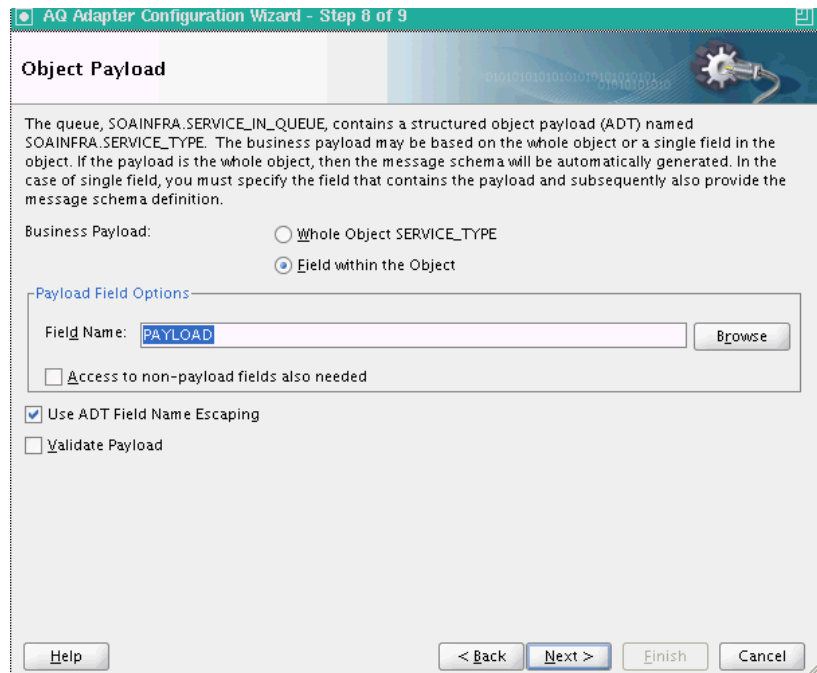 AQ Adapter Configuration Wizard - Step 8 of 9
Object Payload
The queue, SOAINFRA.SERVICE_IN_QUEUE, contains a structured object payload (ADT) named
SOAINFRA.SERVICE_TYPE. The business payload may be based on the whole object or a single field in the
object. If the payload is the whole object, then the message schema will be automatically generated. In the
case of single field, you must specify the field that contains the payload and subsequently also provide the
message schema definition.
Business Payload:
Whole Object SERVICE_TYPE
Field within the Object
Payload Field Options
Field Name: PAYLOAD Browse
Access to non-payload fields also needed
Use ADT Field Name Escaping
Validate Payload
Help < Back Next > Finish Cancel